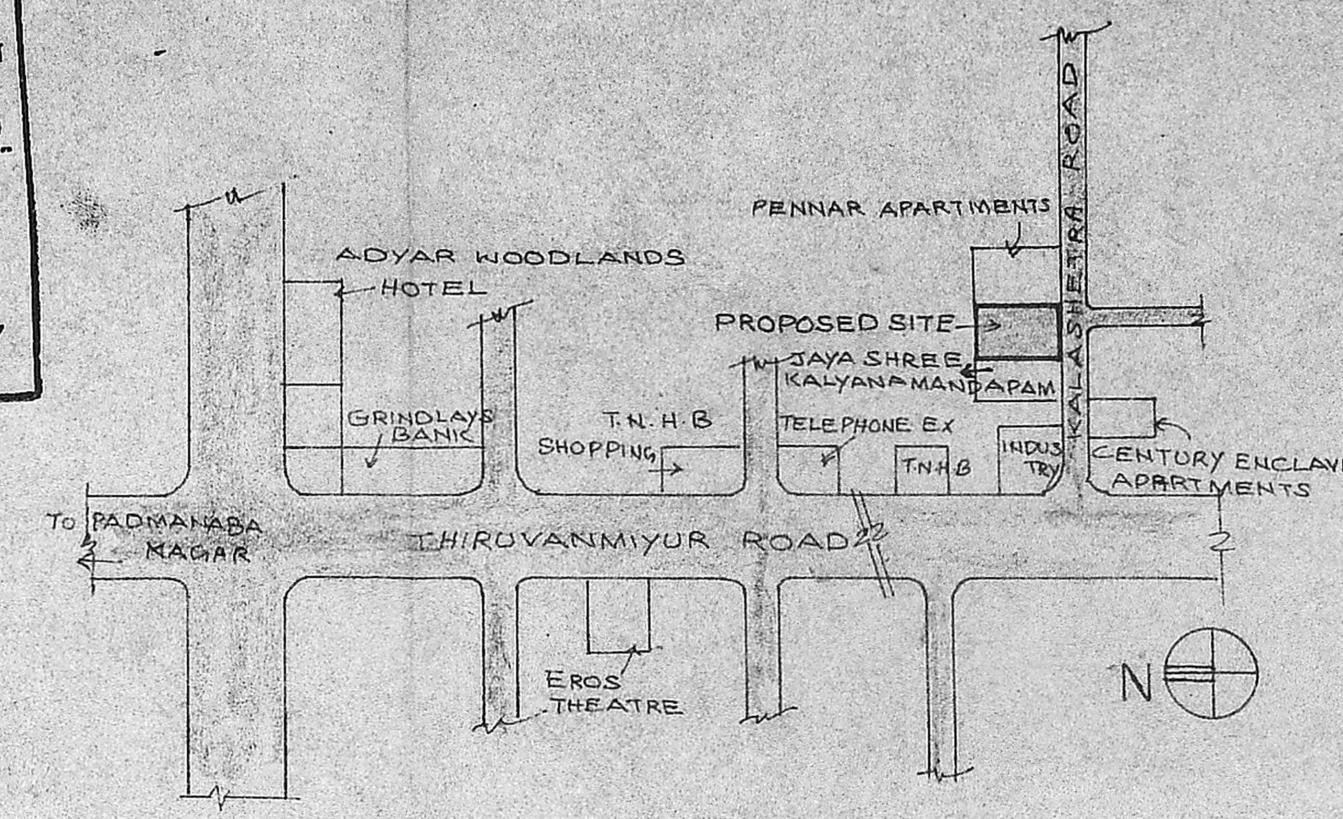 PENNAR APARTMENTS
KALASHETRA ROAD
ADYAR WOODLANDS
HOTEL
PROPOSED SITE
JAYA SHREE
KALYANAMANDAPAM
GRINDLAYS
BANK
T.N.H.B
SHOPPING
TELEPHONE EX
T.N.H B
INDUS
TRY
CENTURY ENCLAV
APARTMENTS
TO PADMANABA
NAGAR
THIRUVANMIYUR ROAD
EROS
THEATRE
N